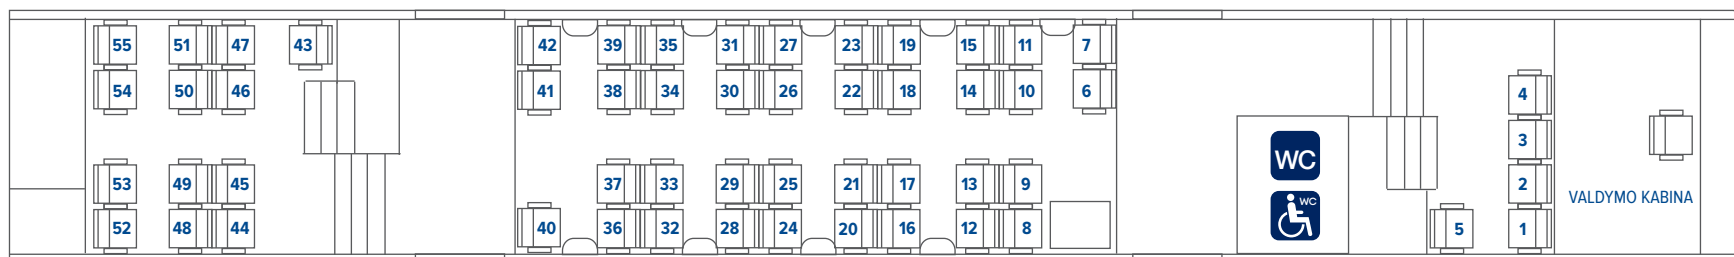 55 51 47 43 42 39 35 31 27 23 19 15 11 7
54 50 46 41 38 34 30 26 22 18 14 10 6 4
3
WC
53 49 45 37 33 29 25 21 17 13 9 2
VALDYMO KABINA
WC
52 48 44 40 36 32 28 24 20 16 12 8 5 1